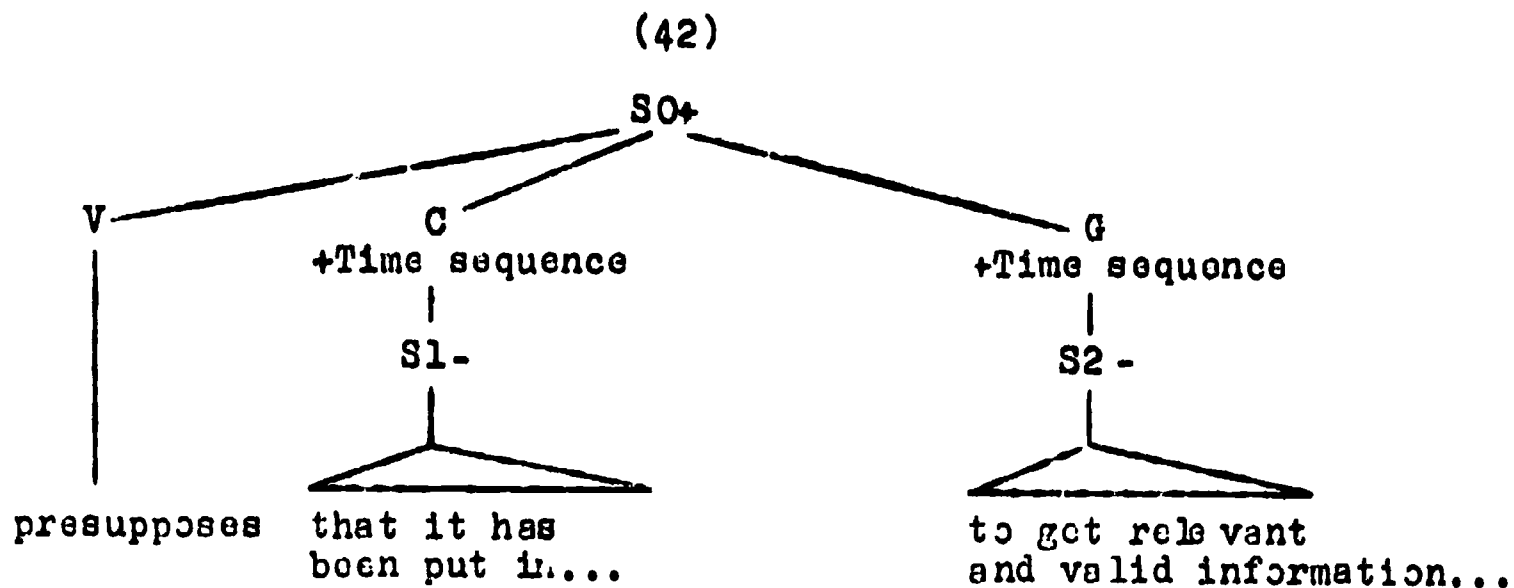 (42)
S0+
V C G
+Time sequence +Time sequence
S1- S2-
presupposes that it has to get relevant
been put in... and valid information...